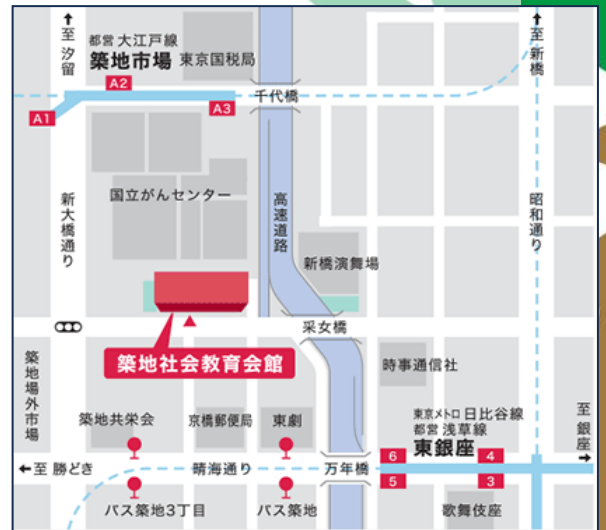 至 汐留
都営 大江戸線
築地市場
東京国税局
至 新橋
A2
A1
A3
千代橋
国立がんセンター
新大橋通り
高速道路
昭和通り
新橋演舞場
采女橋
築地社会教育会館
時事通信社
築地場外市場
築地共栄会
京橋郵便局
東劇
東京メトロ 日比谷線
都営 浅草線
東銀座
至 銀座
6
4
至 勝どき
晴海通り
万年橋
5
3
バス築地3丁目
バス築地
歌舞伎座